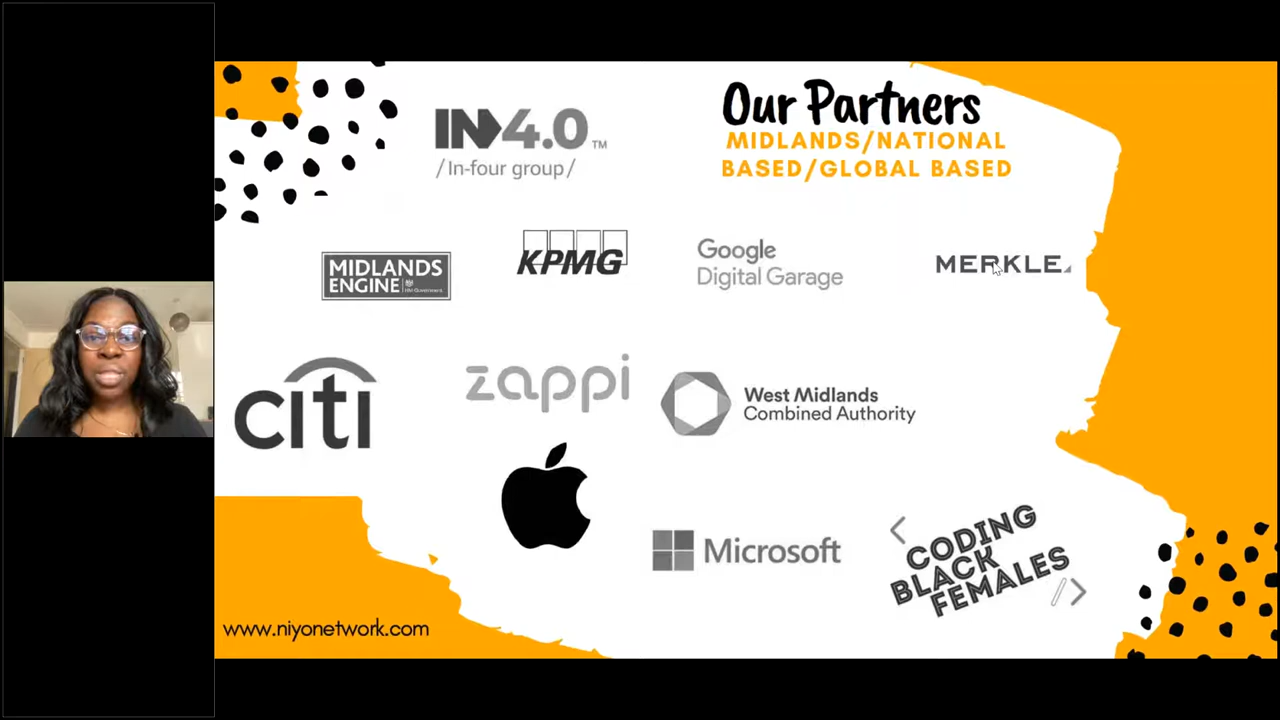 IN4.0™
/In-four group/
Our Partners
MIDLANDS/NATIONAL
BASED/GLOBAL BASED
MIDLANDS
ENGINE
KPMG
Google
Digital Garage
MERKLE
citi
zappi
West Midlands
Combined Authority
Microsoft
<CODING
BLACK
FEMALES/>
www.niyonetwork.com